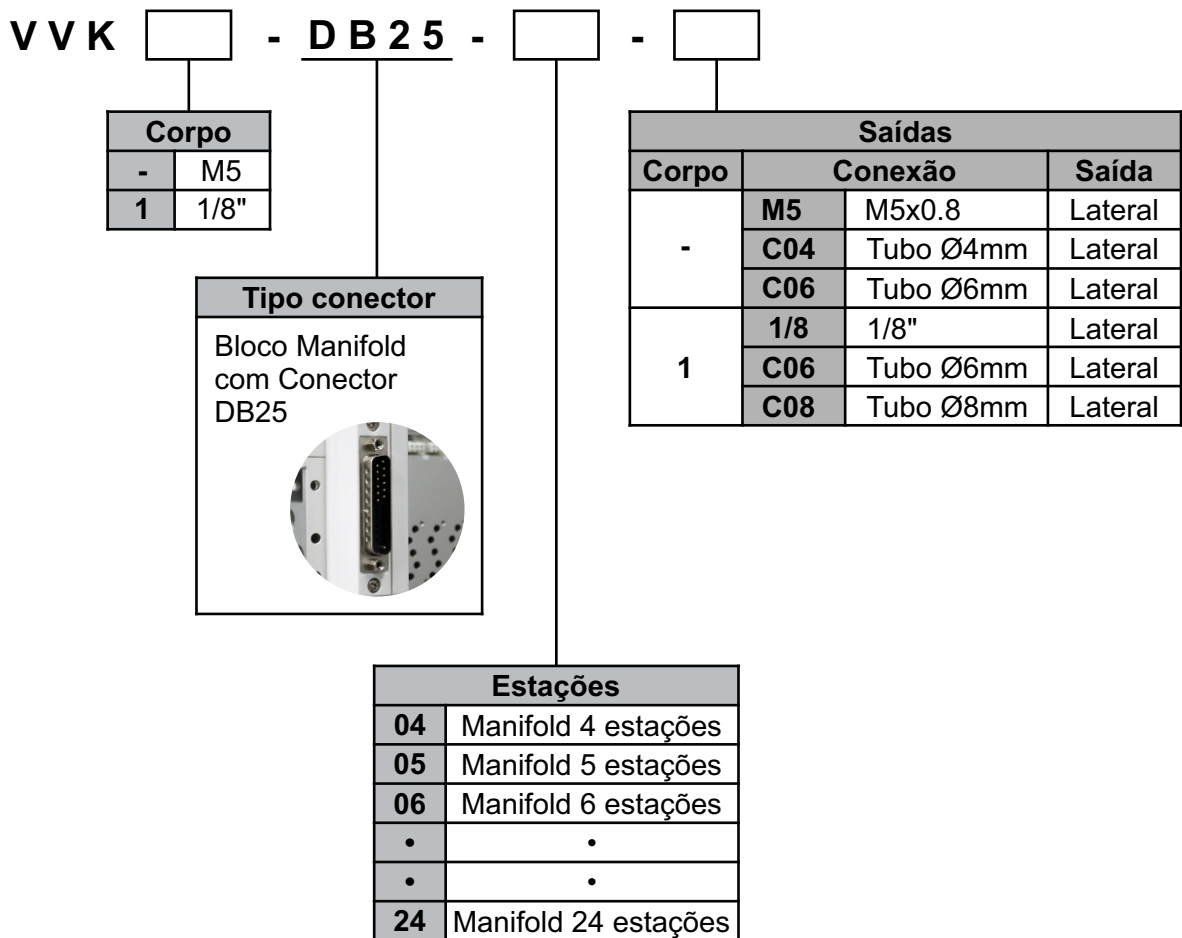 VVK - DB25 - -
Corpo
- M5
1 1/8"
Saídas
Corpo Conexão Saída
- M5 M5x0.8 Lateral
C04 Tubo Ø4mm Lateral
C06 Tubo Ø6mm Lateral
1 1/8 1/8" Lateral
C06 Tubo Ø6mm Lateral
C08 Tubo Ø8mm Lateral
Tipo conector
Bloco Manifold
com Conector
DB25
Estações
04 Manifold 4 estações
05 Manifold 5 estações
06 Manifold 6 estações
• •
• •
24 Manifold 24 estações